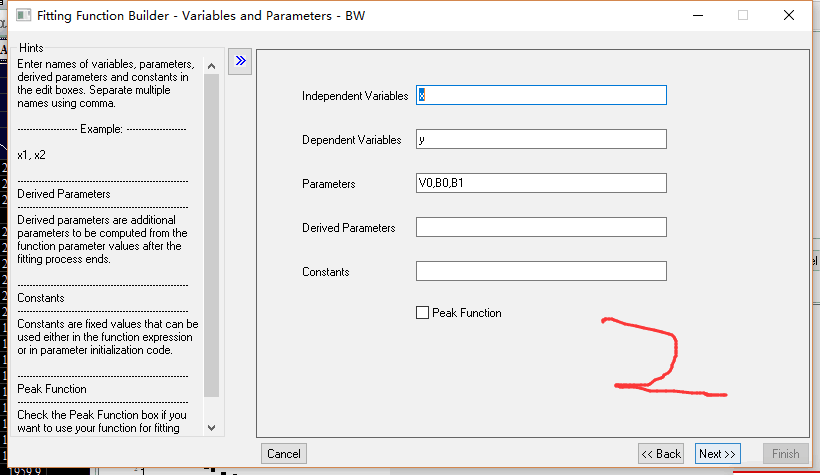 Fitting Function Builder - Variables and Parameters - BW
Hints
Enter names of variables, parameters,
derived parameters and constants in
the edit boxes. Separate multiple
names using comma.
-------------------- Example: --------------------
x1, x2
Derived Parameters
Derived parameters are additional
parameters to be computed from the
function parameter values after the
fitting process ends.
Constants
Constants are fixed values that can be
used either in the function expression
or in parameter initialization code.
Peak Function
Check the Peak Function box if you
want to use your function for fitting
Independent Variables x
Dependent Variables y
Parameters V0,B0,B1
Derived Parameters
Constants
Peak Function
2
Cancel
<< Back
Next >>
Finish
1959.9